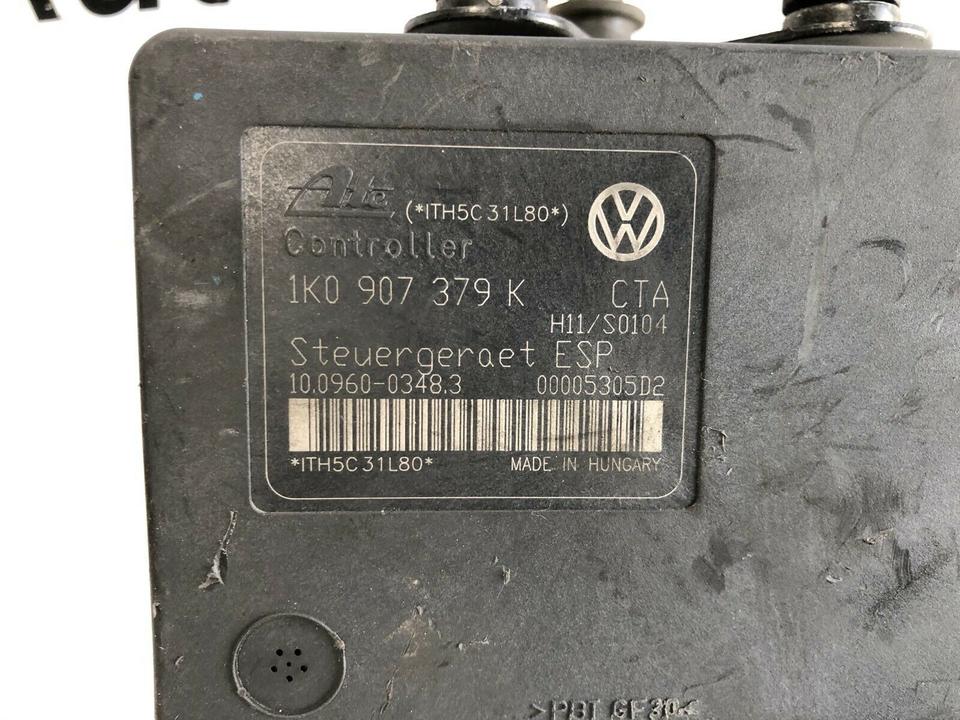 Ate (*ITH5C31L80*)
Controller
1K0 907 379 K CTA
H11/S0104
Steuergeraet ESP
10.0960-0348.3 00005305D2
*ITH5C31L80* MADE IN HUNGARY
>PBT GF30<